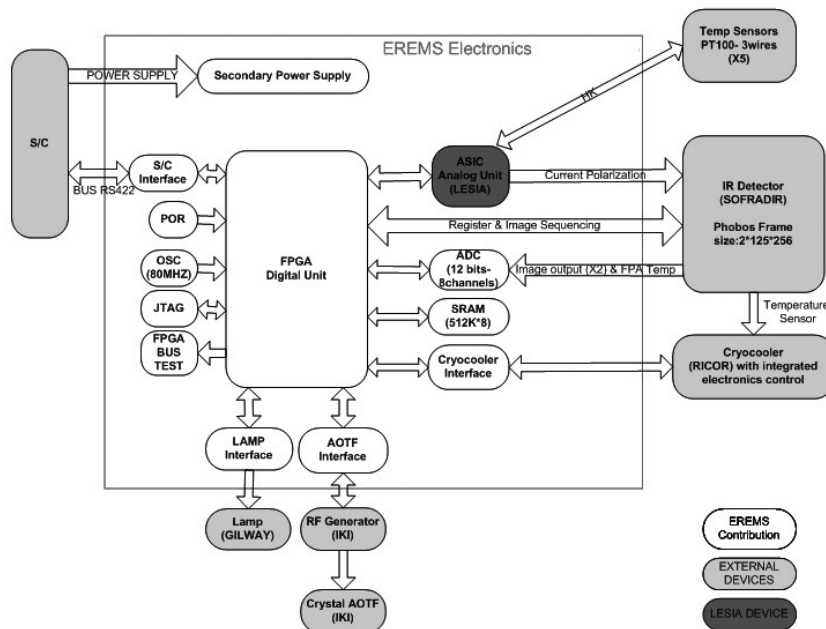 EREMS Electronics
Temp Sensors
PT100- 3wires
(X5)
POWER SUPPLY
Secondary Power Supply
HK
S/C
S/C
Interface
BUS RS422
ASIC
Analog Unit
(LESIA)
Current Polarization
IR Detector
(SOFRADIR)
Phobos Frame
size:2*125*256
POR
Register & Image Sequencing
FPGA
Digital Unit
OSC
(80MHZ)
ADC
(12 bits-
8channels)
Image output (X2) & FPA Temp
JTAG
SRAM
(512K*8)
Temperature
Sensor
FPGA
BUS
TEST
Cryocooler
Interface
Cryocooler
(RICOR) with integrated
electronics control
LAMP
Interface
AOTF
Interface
Lamp
(GILWAY)
RF Generator
(IKI)
Crystal AOTF
(IKI)
EREMS
Contribution
EXTERNAL
DEVICES
LESIA DEVICE